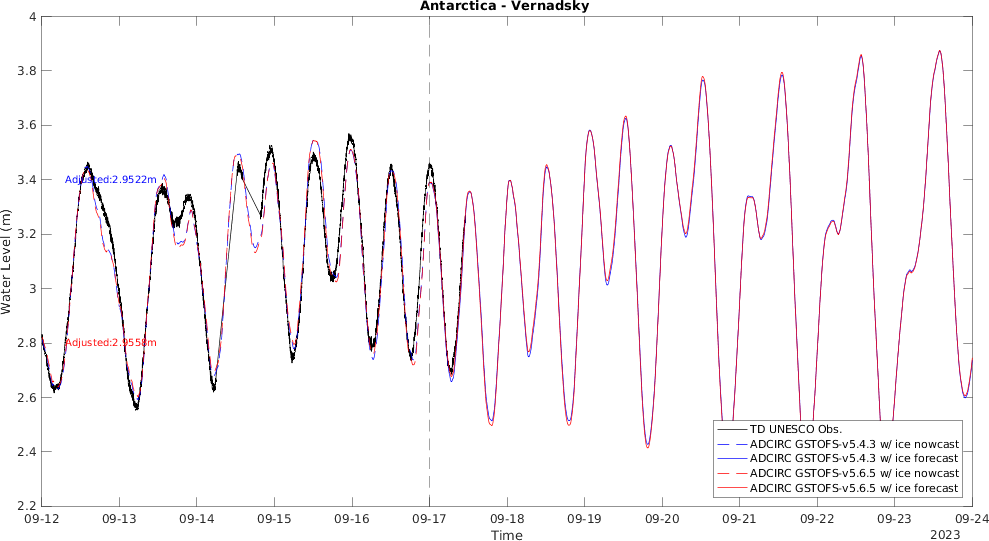 Antarctica - Vernadsky
4
3.8
3.6
3.4
3.2
3
2.8
2.6
2.4
2.2
Water Level (m)
Adjusted:2.9522m
Adjusted:2.9558m
TD UNESCO Obs.
ADCIRC GSTOFS-v5.4.3 w/ ice nowcast
ADCIRC GSTOFS-v5.4.3 w/ ice forecast
ADCIRC GSTOFS-v5.6.5 w/ ice nowcast
ADCIRC GSTOFS-v5.6.5 w/ ice forecast
09-12 09-13 09-14 09-15 09-16 09-17 09-18 09-19 09-20 09-21 09-22 09-23 09-24
Time
2023